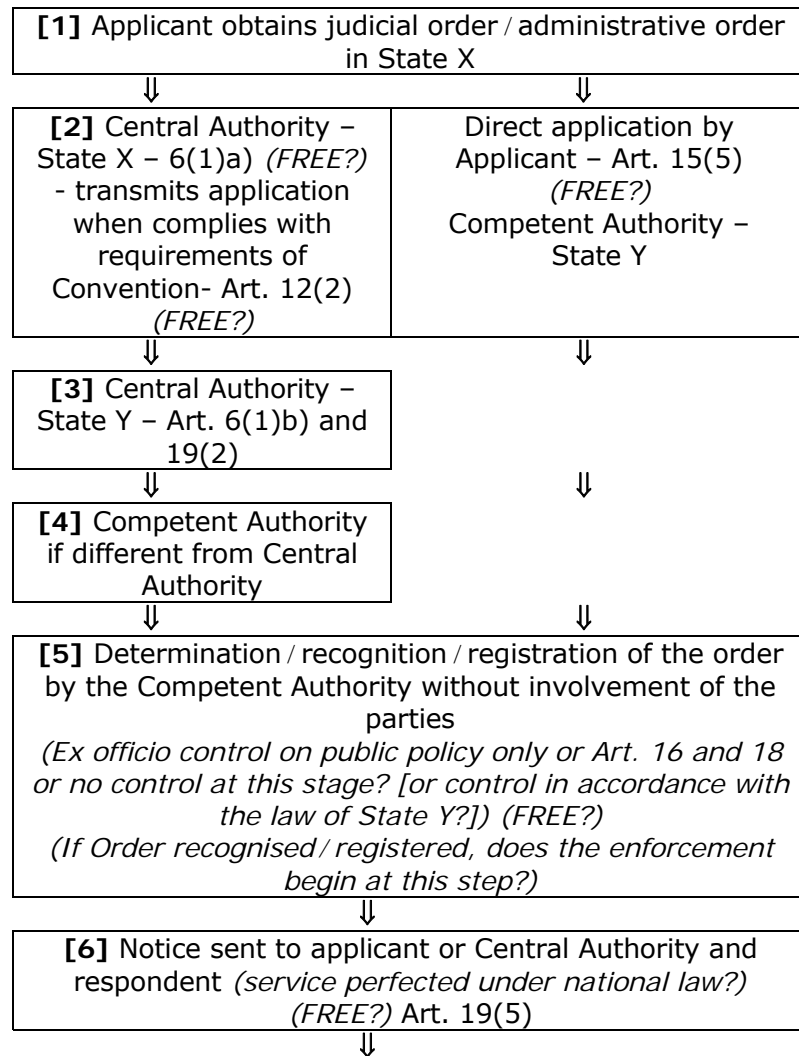 [1] Applicant obtains judicial order / administrative order
in State X
⇓ ⇓
[2] Central Authority –
State X – 6(1)a) (FREE?)
- transmits application
when complies with
requirements of
Convention- Art. 12(2)
(FREE?)
Direct application by
Applicant – Art. 15(5)
(FREE?)
Competent Authority –
State Y
⇓ ⇓
[3] Central Authority –
State Y – Art. 6(1)b) and
19(2)
⇓ ⇓
[4] Competent Authority
if different from Central
Authority
⇓ ⇓
[5] Determination / recognition / registration of the order
by the Competent Authority without involvement of the
parties
(Ex officio control on public policy only or Art. 16 and 18
or no control at this stage? [or control in accordance with
the law of State Y?]) (FREE?)
(If Order recognised / registered, does the enforcement
begin at this step?)
⇓
[6] Notice sent to applicant or Central Authority and
respondent (service perfected under national law?)
(FREE?) Art. 19(5)
⇓